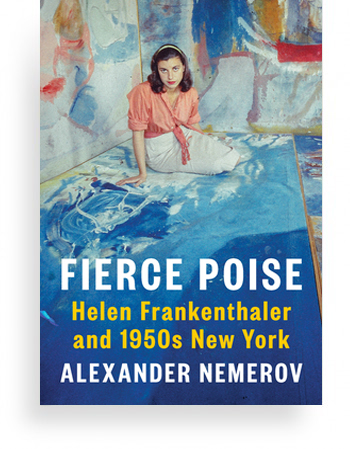 FIERCE POISE
Helen Frankenthaler
and 1950s New York
ALEXANDER NEMEROV